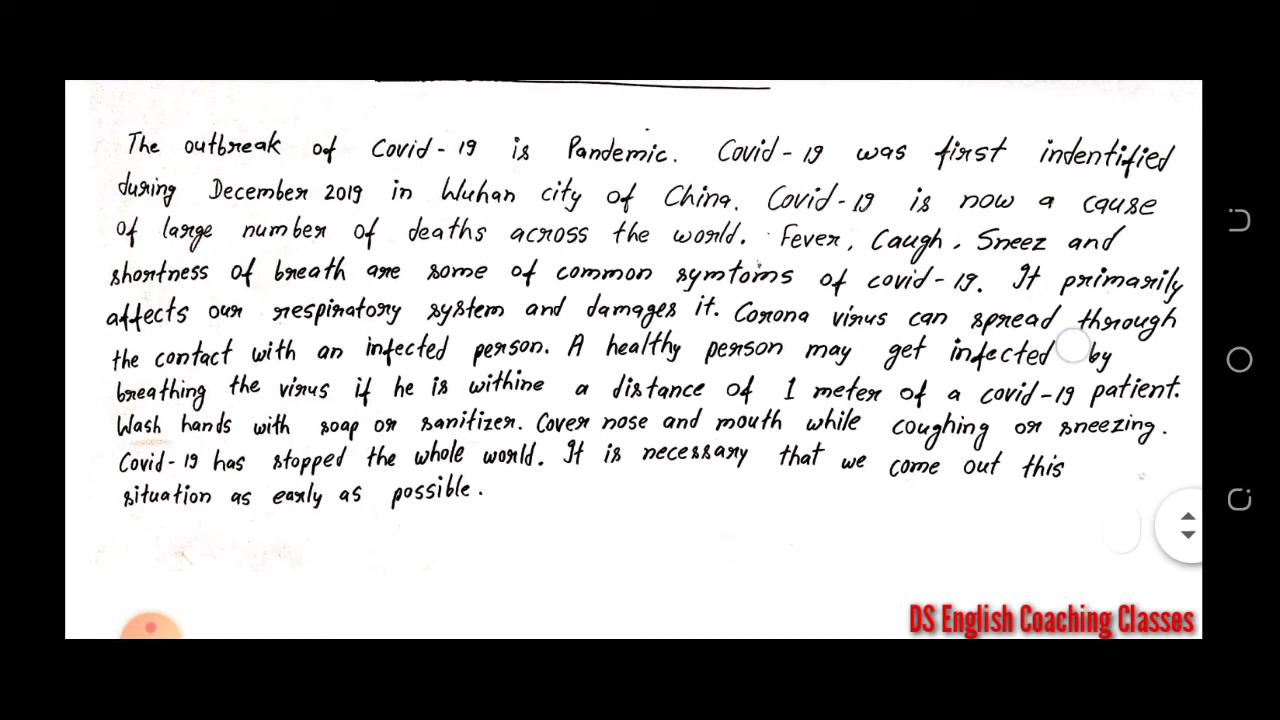 The outbreak of Covid-19 is Pandemic. Covid-19 was first indentified
during December 2019 in Wuhan city of China. Covid-19 is now a cause
of large number of deaths across the world. Fever, Caugh, Sneez and
shortness of breath are some of common symtoms of covid-19. It primarily
affects our respiratory system and damages it. Corona virus can spread through
the contact with an infected person. A healthy person may get infected by
breathing the virus if he is withine a distance of 1 meter of a covid-19 patient.
Wash hands with soap or sanitizer. Cover nose and mouth while coughing or sneezing.
Covid-19 has stopped the whole world. It is necessary that we come out this
situation as early as possible.
DS English Coaching Classes